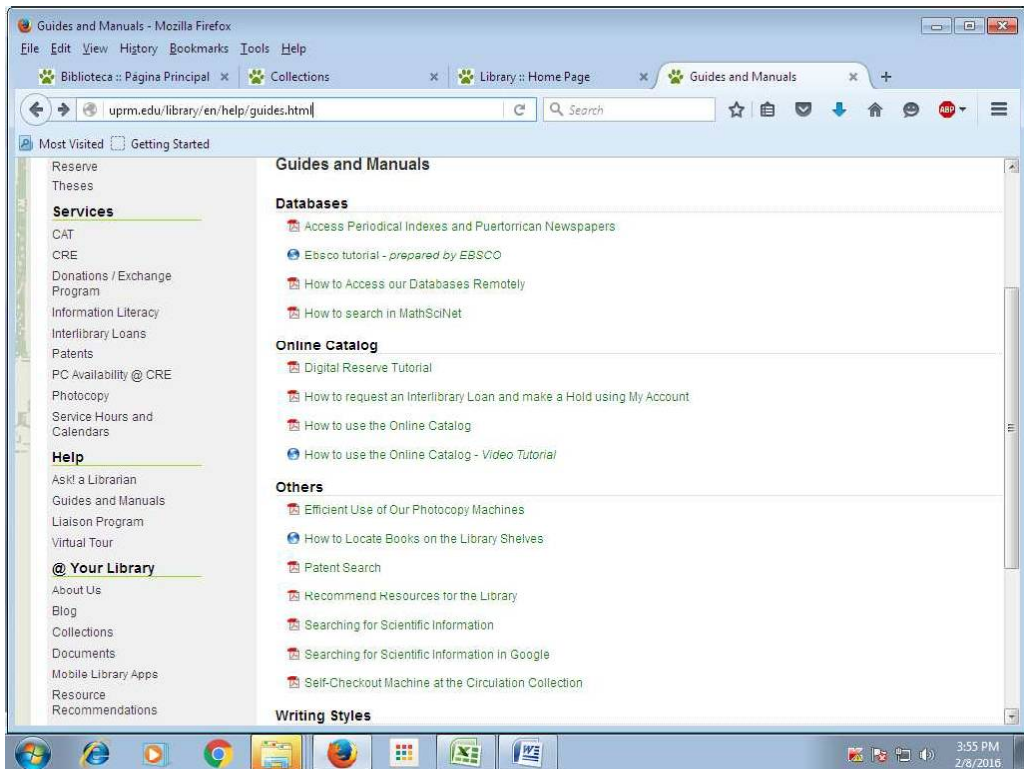 Guides and Manuals - Mozilla Firefox
File Edit View History Bookmarks Tools Help
Biblioteca :: Página Principal × Collections × Library :: Home Page × Guides and Manuals × +
uprm.edu/library/en/help/guides.html Search ABP
Most Visited Getting Started
Reserve
Theses
Services
CAT
CRE
Donations / Exchange
Program
Information Literacy
Interlibrary Loans
Patents
PC Availability @ CRE
Photocopy
Service Hours and
Calendars
Help
Ask! a Librarian
Guides and Manuals
Liaison Program
Virtual Tour
@ Your Library
About Us
Blog
Collections
Documents
Mobile Library Apps
Resource
Recommendations
Guides and Manuals
Databases
Access Periodical Indexes and Puertorrican Newspapers
Ebsco tutorial - prepared by EBSCO
How to Access our Databases Remotely
How to search in MathSciNet
Online Catalog
Digital Reserve Tutorial
How to request an Interlibrary Loan and make a Hold using My Account
How to use the Online Catalog
How to use the Online Catalog - Video Tutorial
Others
Efficient Use of Our Photocopy Machines
How to Locate Books on the Library Shelves
Patent Search
Recommend Resources for the Library
Searching for Scientific Information
Searching for Scientific Information in Google
Self-Checkout Machine at the Circulation Collection
Writing Styles
3:55 PM
2/8/2016